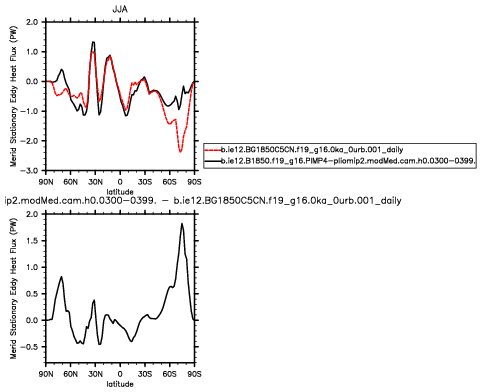 JJA
Merid Stationary Eddy Heat Flux (PW)
2.0
1.0
0.0
−1.0
−2.0
−3.0
90N 60N 30N 0 30S 60S 90S
latitude
b.ie12.BG1850C5CN.f19_g16.0ka_0urb.001_daily
b.ie12.B1850.f19_g16.PIMP4-pliomip2.modMed.cam.h0.0300-0399.
ip2.modMed.cam.h0.0300−0399. − b.ie12.BG1850C5CN.f19_g16.0ka_0urb.001_daily
Merid Stationary Eddy Heat Flux (PW)
2.0
1.5
1.0
0.5
0.0
−0.5
90N 60N 30N 0 30S 60S 90S
latitude